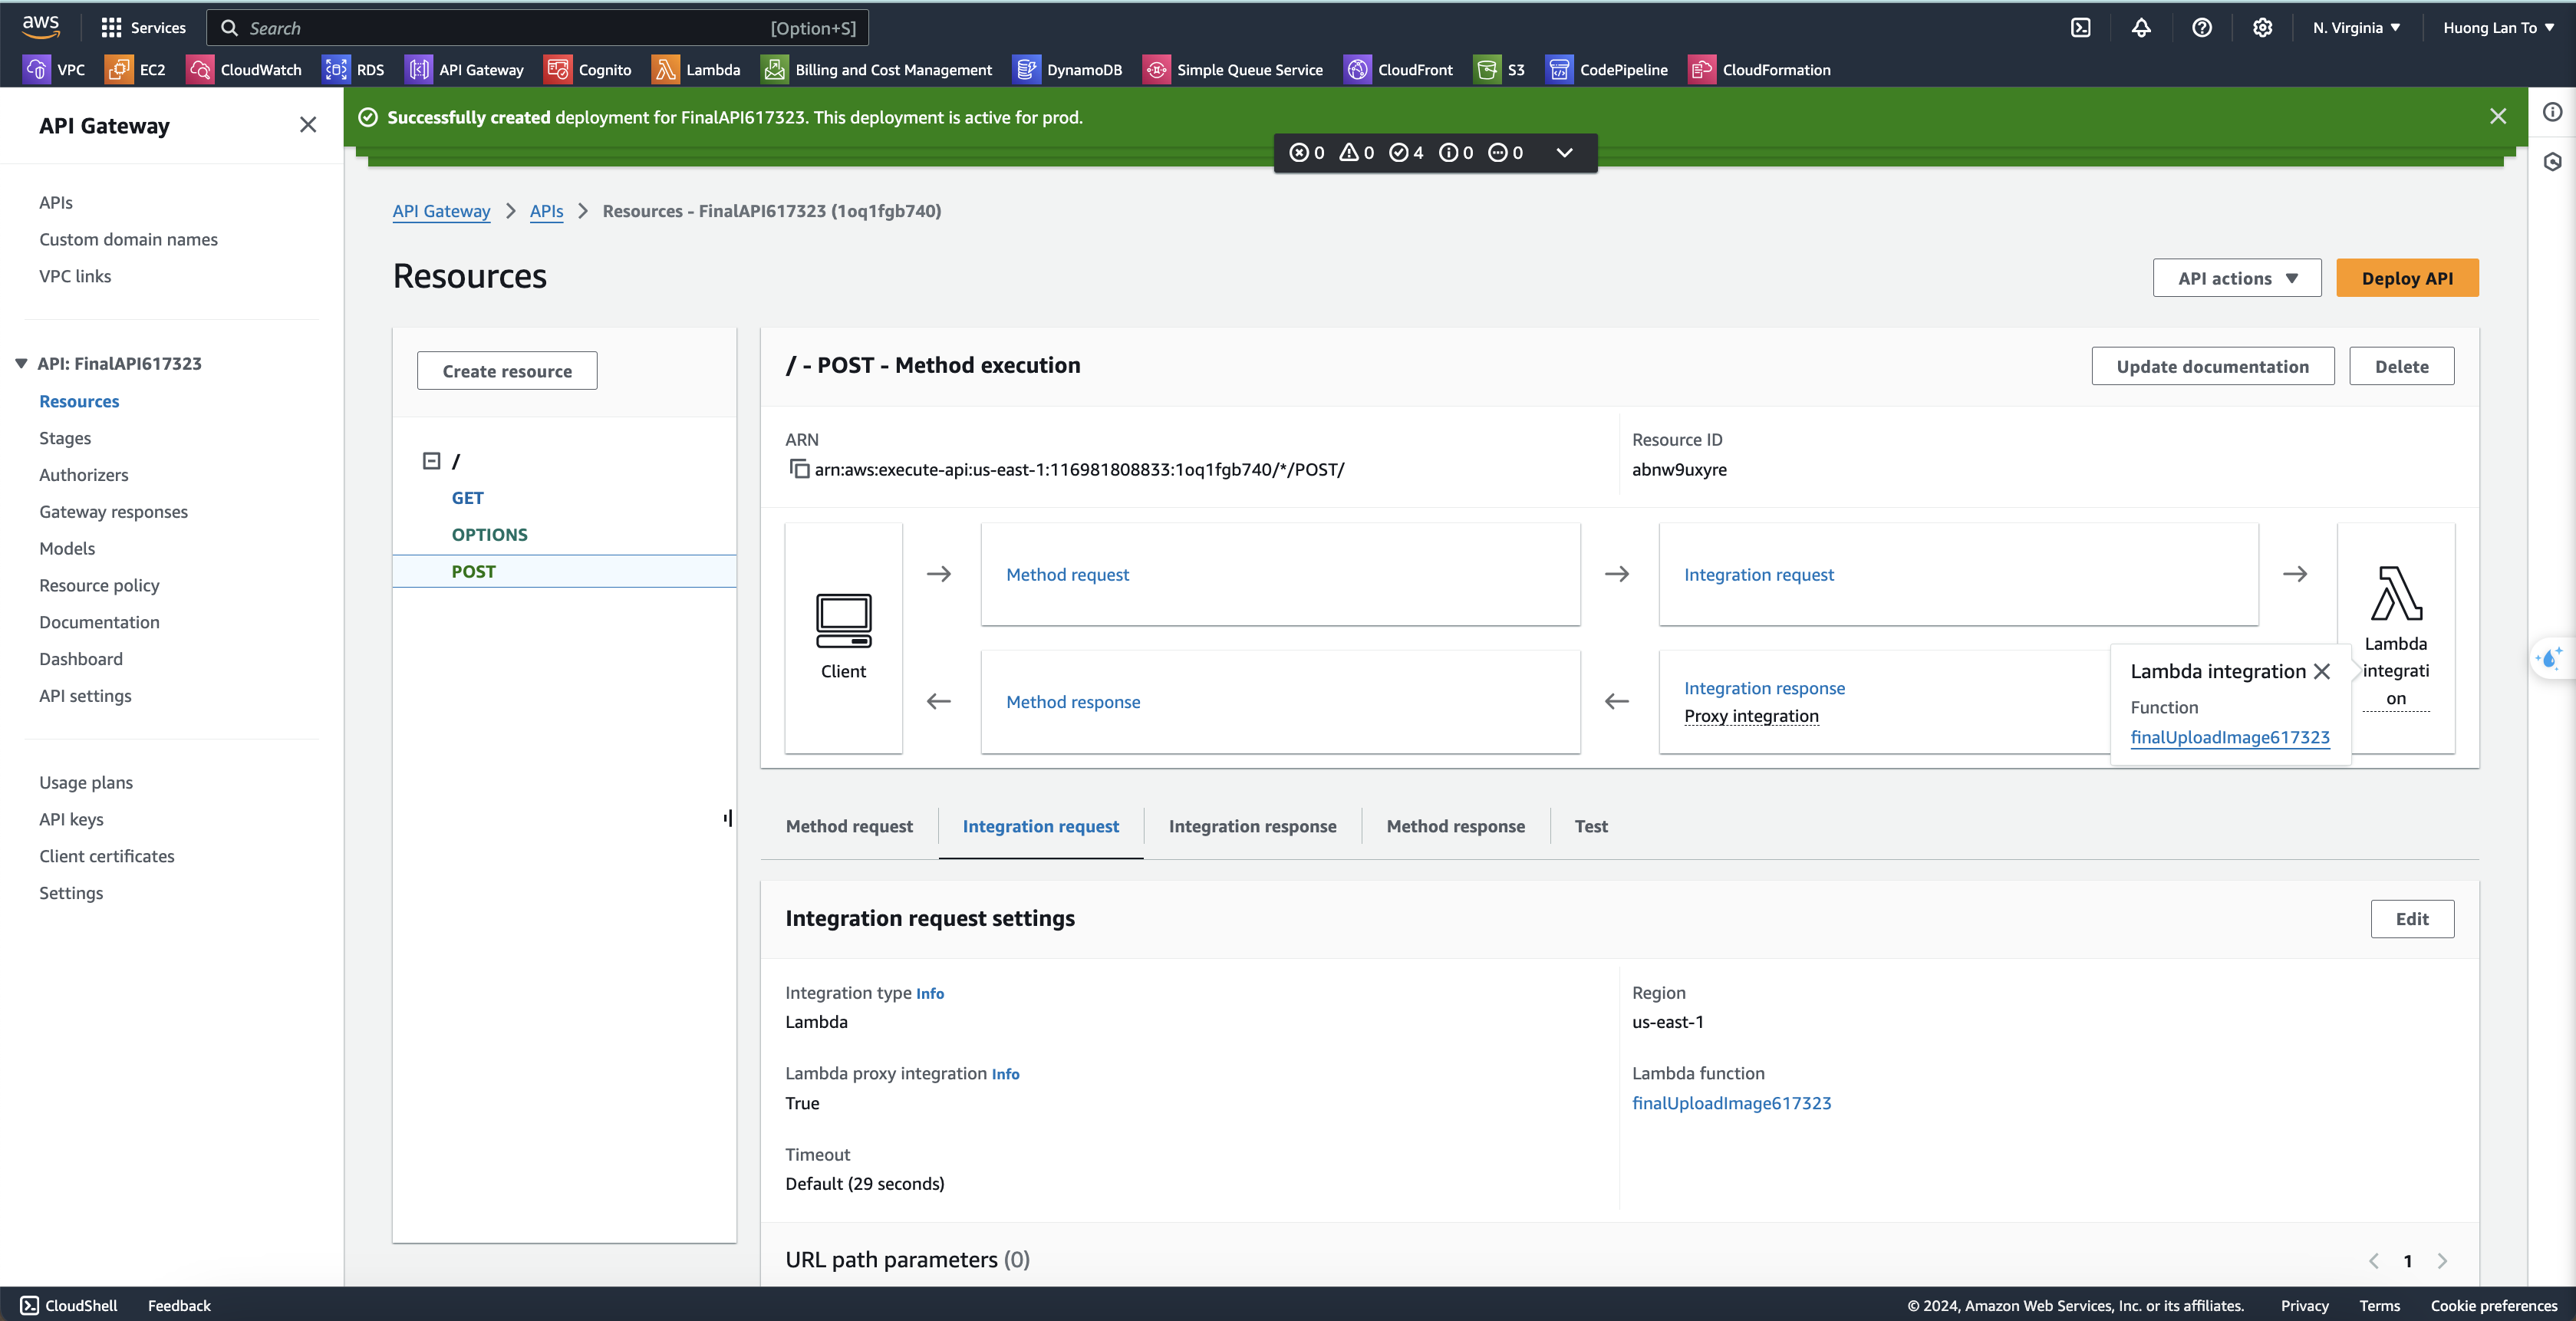 aws
Services
Search
[Option+S]
N. Virginia
Huong Lan To
VPC
EC2
CloudWatch
RDS
API Gateway
Cognito
Lambda
Billing and Cost Management
DynamoDB
Simple Queue Service
CloudFront
S3
CodePipeline
CloudFormation
API Gateway
APIs
Custom domain names
VPC links
API: FinalAPI617323
Resources
Stages
Authorizers
Gateway responses
Models
Resource policy
Documentation
Dashboard
API settings
Usage plans
API keys
Client certificates
Settings
Successfully created deployment for FinalAPI617323. This deployment is active for prod.
0 0 4 0 0
API Gateway > APIs > Resources - FinalAPI617323 (1oq1fgb740)
Resources
API actions
Deploy API
Create resource
/
GET
OPTIONS
POST
/ - POST - Method execution
Update documentation
Delete
ARN
arn:aws:execute-api:us-east-1:116981808833:1oq1fgb740/*/POST/
Resource ID
abnw9uxyre
Client
Method request
Integration request
Method response
Integration response
Proxy integration
Lambda
integrati
on
Lambda integration
Function
finalUploadImage617323
Method request
Integration request
Integration response
Method response
Test
Integration request settings
Edit
Integration type Info
Lambda
Region
us-east-1
Lambda proxy integration Info
True
Lambda function
finalUploadImage617323
Timeout
Default (29 seconds)
URL path parameters (0)
1
CloudShell
Feedback
© 2024, Amazon Web Services, Inc. or its affiliates.
Privacy
Terms
Cookie preferences